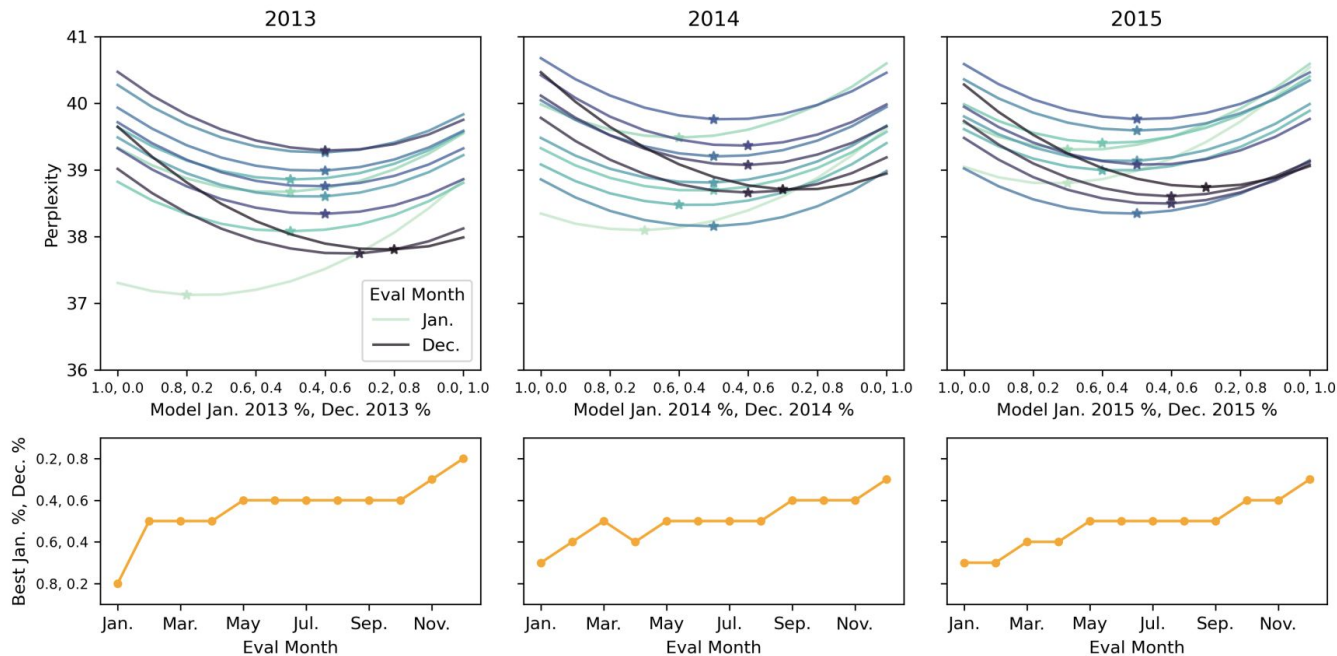 2013
2014
2015
Perplexity
41
40
39
38
37
36
Eval Month
Jan.
Dec.
1.0, 0.0
0.8, 0.2
0.6, 0.4
0.4, 0.6
0.2, 0.8
0.0, 1.0
1.0, 0.0
0.8, 0.2
0.6, 0.4
0.4, 0.6
0.2, 0.8
0.0, 1.0
1.0, 0.0
0.8, 0.2
0.6, 0.4
0.4, 0.6
0.2, 0.8
0.0, 1.0
Model Jan. 2013 %, Dec. 2013 %
Model Jan. 2014 %, Dec. 2014 %
Model Jan. 2015 %, Dec. 2015 %
Best Jan. %, Dec. %
0.2, 0.8
0.4, 0.6
0.6, 0.4
0.8, 0.2
Jan.
Mar.
May
Jul.
Sep.
Nov.
Jan.
Mar.
May
Jul.
Sep.
Nov.
Jan.
Mar.
May
Jul.
Sep.
Nov.
Eval Month
Eval Month
Eval Month